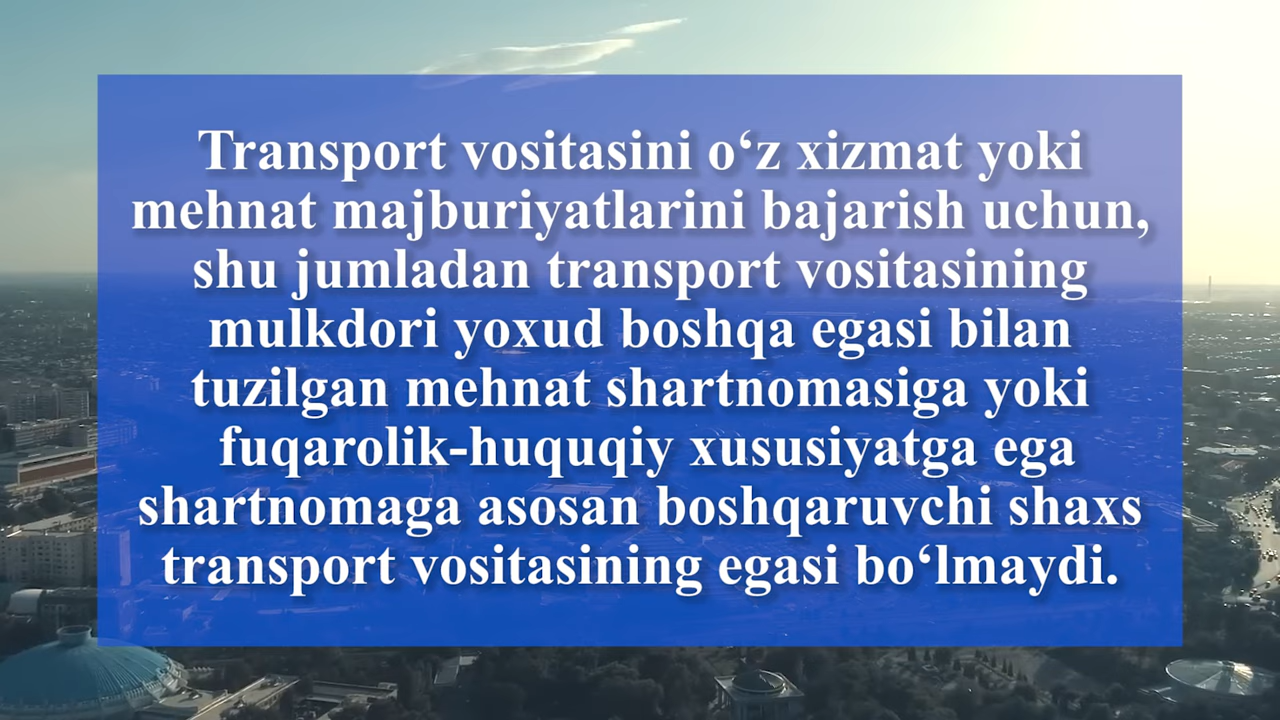 Transport vositasini o‘z xizmat yoki
mehnat majburiyatlarini bajarish uchun,
shu jumladan transport vositasining
mulkdori yoxud boshqa egasi bilan
tuzilgan mehnat shartnomasiga yoki
fuqarolik-huquqiy xususiyatga ega
shartnomaga asosan boshqaruvchi shaxs
transport vositasining egasi bo‘lmaydi.